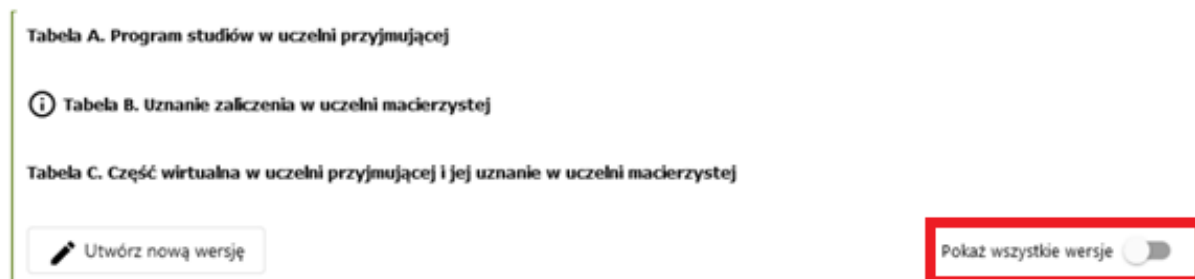 Tabela A. Program studiów w uczelni przyjmującej
Tabela B. Uznanie zaliczenia w uczelni macierzystej
Tabela C. Część wirtualna w uczelni przyjmującej i jej uznanie w uczelni macierzystej
Utwórz nową wersję
Pokaż wszystkie wersje